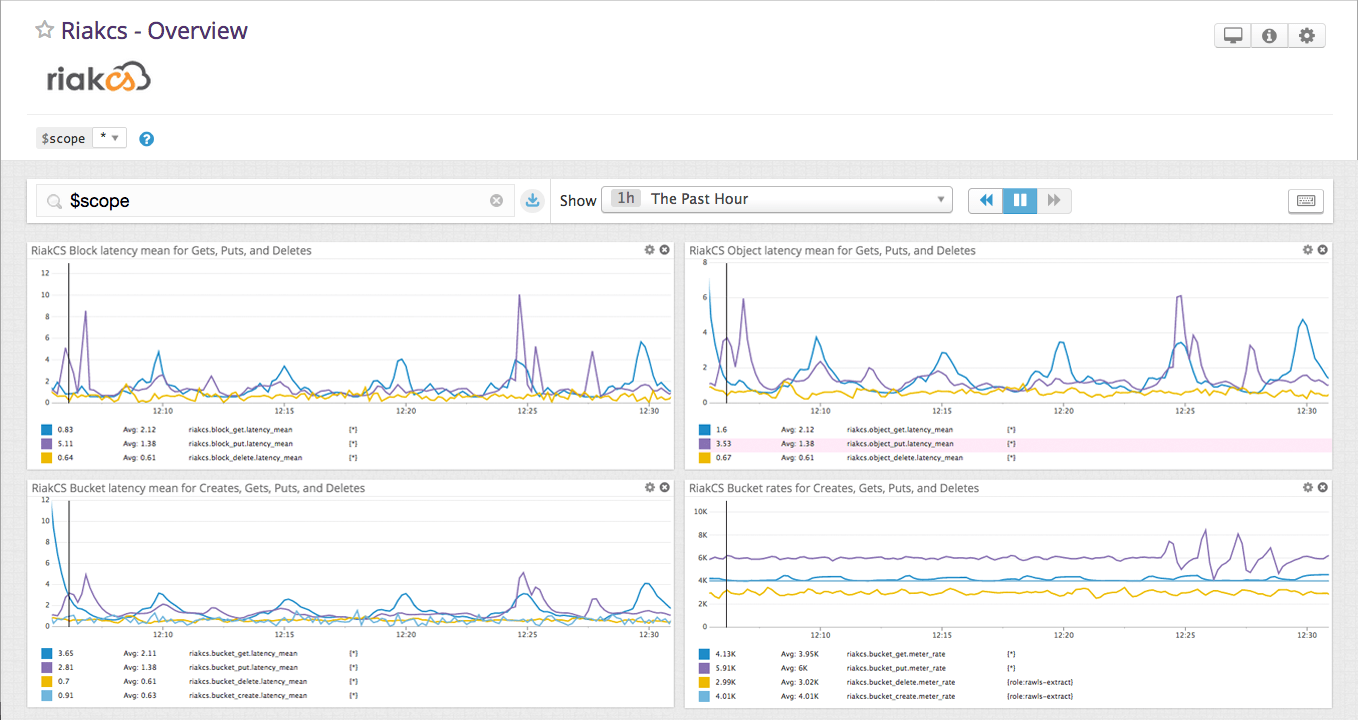 Riakcs - Overview
riakcs
$scope * ▼ ?
$scope Show 1h The Past Hour
RiakCS Block latency mean for Gets, Puts, and Deletes
12
10
8
6
4
2
0
12:10 12:15 12:20 12:25 12:30
0.83 Avg: 2.12 riakcs.block_get.latency_mean [*]
5.11 Avg: 1.38 riakcs.block_put.latency_mean [*]
0.64 Avg: 0.61 riakcs.block_delete.latency_mean [*]
RiakCS Object latency mean for Gets, Puts, and Deletes
8
6
4
2
0
12:10 12:15 12:20 12:25 12:30
1.6 Avg: 2.12 riakcs.object_get.latency_mean [*]
3.53 Avg: 1.38 riakcs.object_put.latency_mean [*]
0.67 Avg: 0.61 riakcs.object_delete.latency_mean [*]
RiakCS Bucket latency mean for Creates, Gets, Puts, and Deletes
12
10
8
6
4
2
0
12:10 12:15 12:20 12:25 12:30
3.65 Avg: 2.11 riakcs.bucket_get.latency_mean [*]
2.81 Avg: 1.38 riakcs.bucket_put.latency_mean [*]
0.7 Avg: 0.61 riakcs.bucket_delete.latency_mean [*]
0.91 Avg: 0.63 riakcs.bucket_create.latency_mean [*]
RiakCS Bucket rates for Creates, Gets, Puts, and Deletes
10K
8K
6K
4K
2K
0
12:10 12:15 12:20 12:25 12:30
4.13K Avg: 3.95K riakcs.bucket_get.meter_rate [*]
5.91K Avg: 6K riakcs.bucket_put.meter_rate [*]
2.99K Avg: 3.02K riakcs.bucket_delete.meter_rate {role:rawls-extract}
4.01K Avg: 4.01K riakcs.bucket_create.meter_rate {role:rawls-extract}